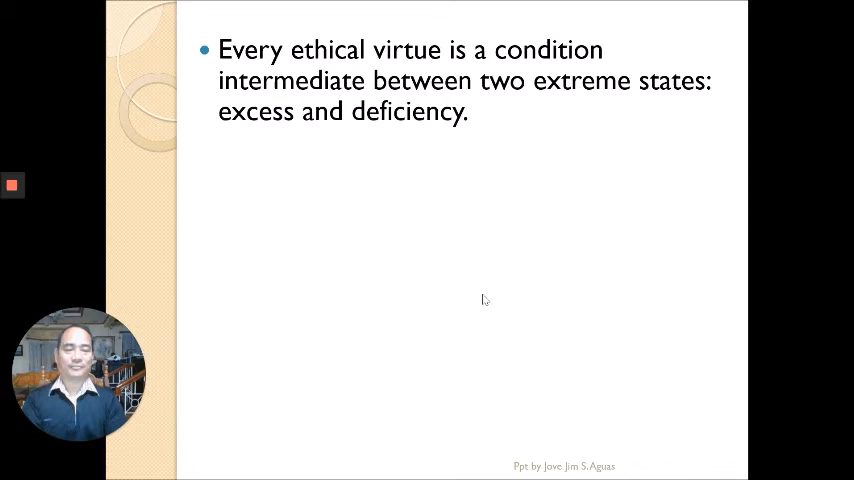 Every ethical virtue is a condition
intermediate between two extreme states:
excess and deficiency.
Ppt by Jove Jim S. Aguas